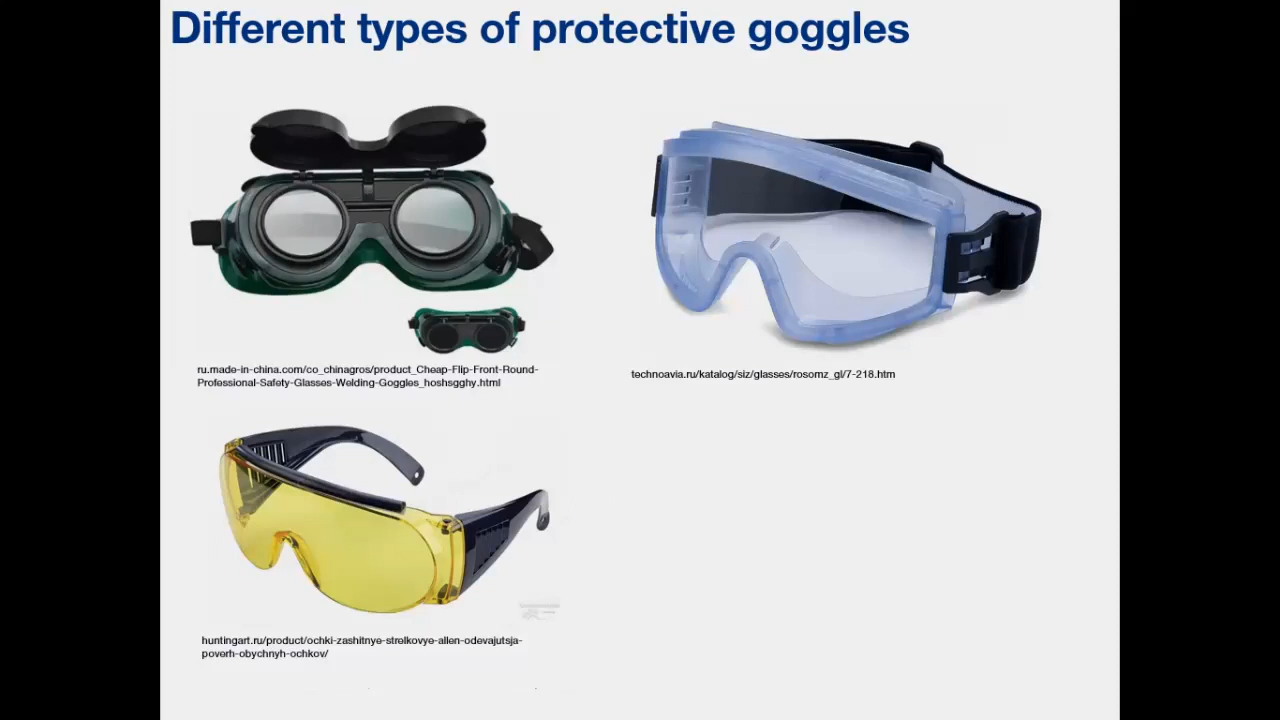 Different types of protective goggles
ru.made-in-china.com/co_chinagros/product_Cheap-Flip-Front-Round-
Professional-Safety-Glasses-Welding-Goggles_hoshsgghy.html
technoavia.ru/katalog/siz/glasses/rosomz_gl/7-218.htm
huntingart.ru/product/ochki-zashitnye-strelkovye-allen-odevajutsja-
poverh-obychnyh-ochkov/